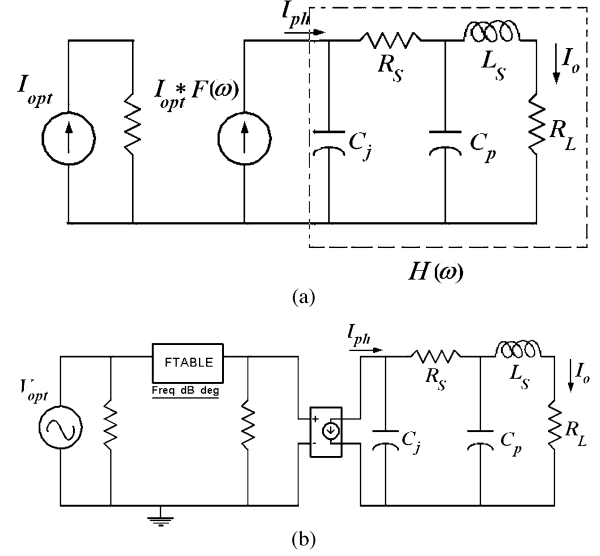 I_ph
I_opt
I_opt * F(ω)
R_S
L_S
I_o
C_j
C_p
R_L
H(ω)
(a)
V_opt
FTABLE
Freq dB deg
+
-
I_ph
R_S
L_S
I_o
C_j
C_p
R_L
(b)